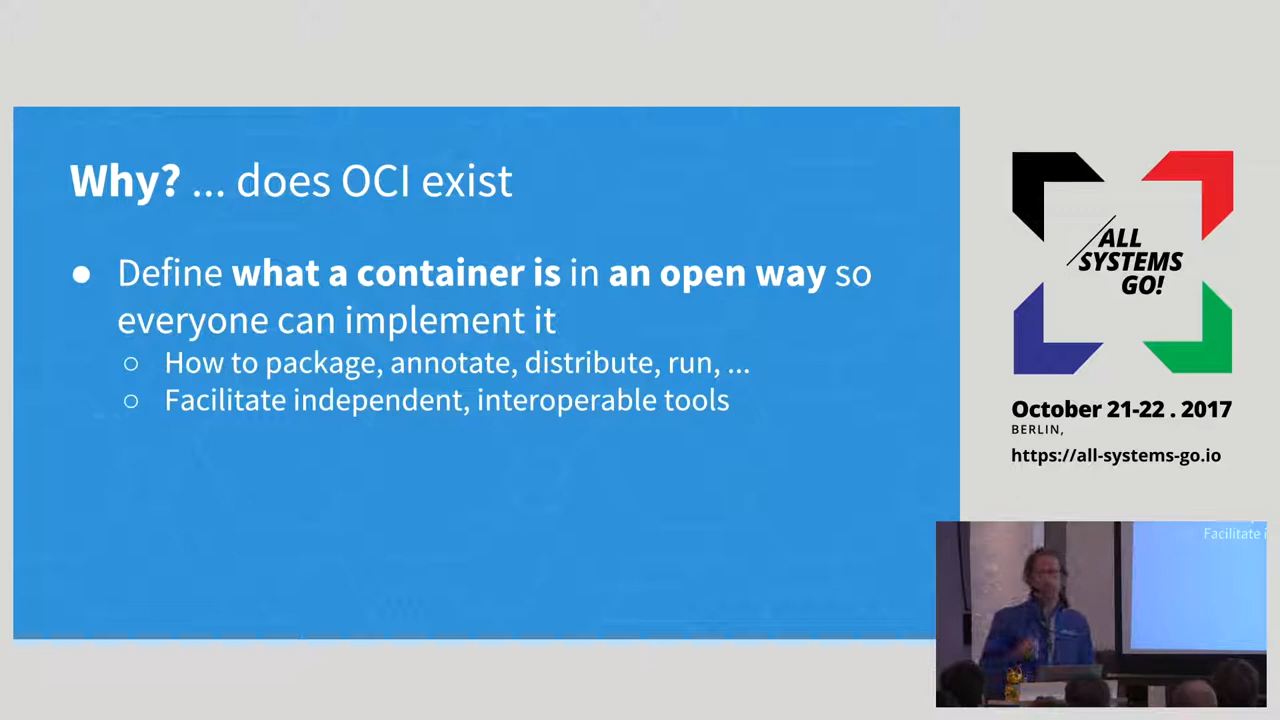 Why? ... does OCI exist
● Define what a container is in an open way so
everyone can implement it
○ How to package, annotate, distribute, run, ...
○ Facilitate independent, interoperable tools
ALL
SYSTEMS
GO!
October 21-22 . 2017
BERLIN,
https://all-systems-go.io
Facilitate i